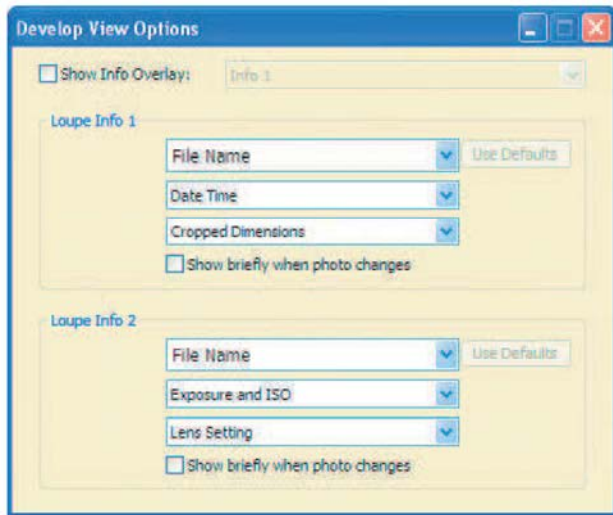 Develop View Options
Show Info Overlay: Info 1
Loupe Info 1
File Name Use Defaults
Date Time
Cropped Dimensions
Show briefly when photo changes
Loupe Info 2
File Name Use Defaults
Exposure and ISO
Lens Setting
Show briefly when photo changes